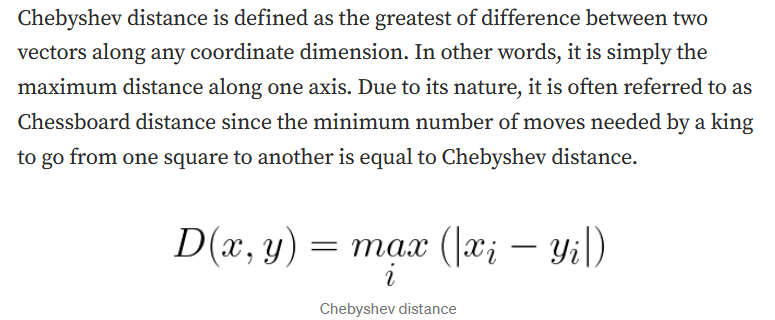 Chebyshev distance is defined as the greatest of difference between two
vectors along any coordinate dimension. In other words, it is simply the
maximum distance along one axis. Due to its nature, it is often referred to as
Chessboard distance since the minimum number of moves needed by a king
to go from one square to another is equal to Chebyshev distance.
D(x, y) = max (|xᵢ − yᵢ|)
i
Chebyshev distance